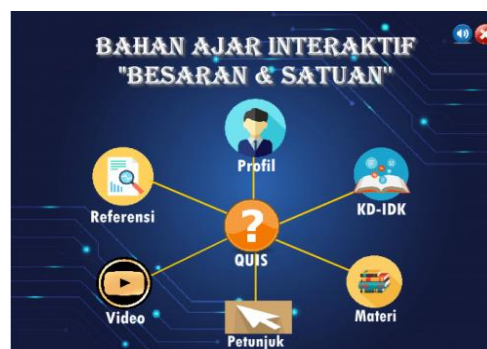 BAHAN AJAR INTERAKTIF
"BESARAN & SATUAN"
Profil
Referensi
KD-IDK
QUIS
Video
Materi
Petunjuk